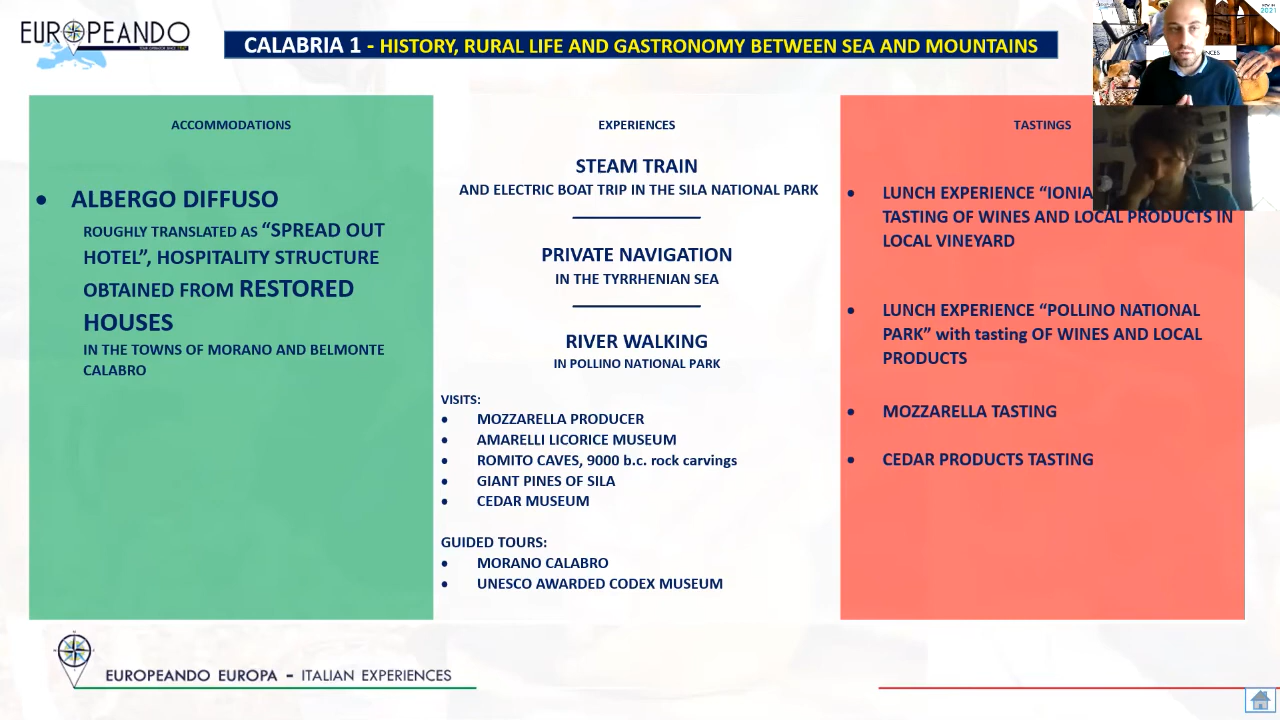 EUROPEANDO
CALABRIA 1 - HISTORY, RURAL LIFE AND GASTRONOMY BETWEEN SEA AND MOUNTAINS
2021
ACCOMMODATIONS
• ALBERGO DIFFUSO
ROUGHLY TRANSLATED AS “SPREAD OUT
HOTEL”, HOSPITALITY STRUCTURE
OBTAINED FROM RESTORED
HOUSES
IN THE TOWNS OF MORANO AND BELMONTE
CALABRO
EXPERIENCES
STEAM TRAIN
AND ELECTRIC BOAT TRIP IN THE SILA NATIONAL PARK
PRIVATE NAVIGATION
IN THE TYRRHENIAN SEA
RIVER WALKING
IN POLLINO NATIONAL PARK
VISITS:
• MOZZARELLA PRODUCER
• AMARELLI LICORICE MUSEUM
• ROMITO CAVES, 9000 b.c. rock carvings
• GIANT PINES OF SILA
• CEDAR MUSEUM
GUIDED TOURS:
• MORANO CALABRO
• UNESCO AWARDED CODEX MUSEUM
TASTINGS
• LUNCH EXPERIENCE “IONIA
TASTING OF WINES AND LOCAL PRODUCTS IN
LOCAL VINEYARD
• LUNCH EXPERIENCE “POLLINO NATIONAL
PARK” with tasting OF WINES AND LOCAL
PRODUCTS
• MOZZARELLA TASTING
• CEDAR PRODUCTS TASTING
EUROPEANDO EUROPA – ITALIAN EXPERIENCES